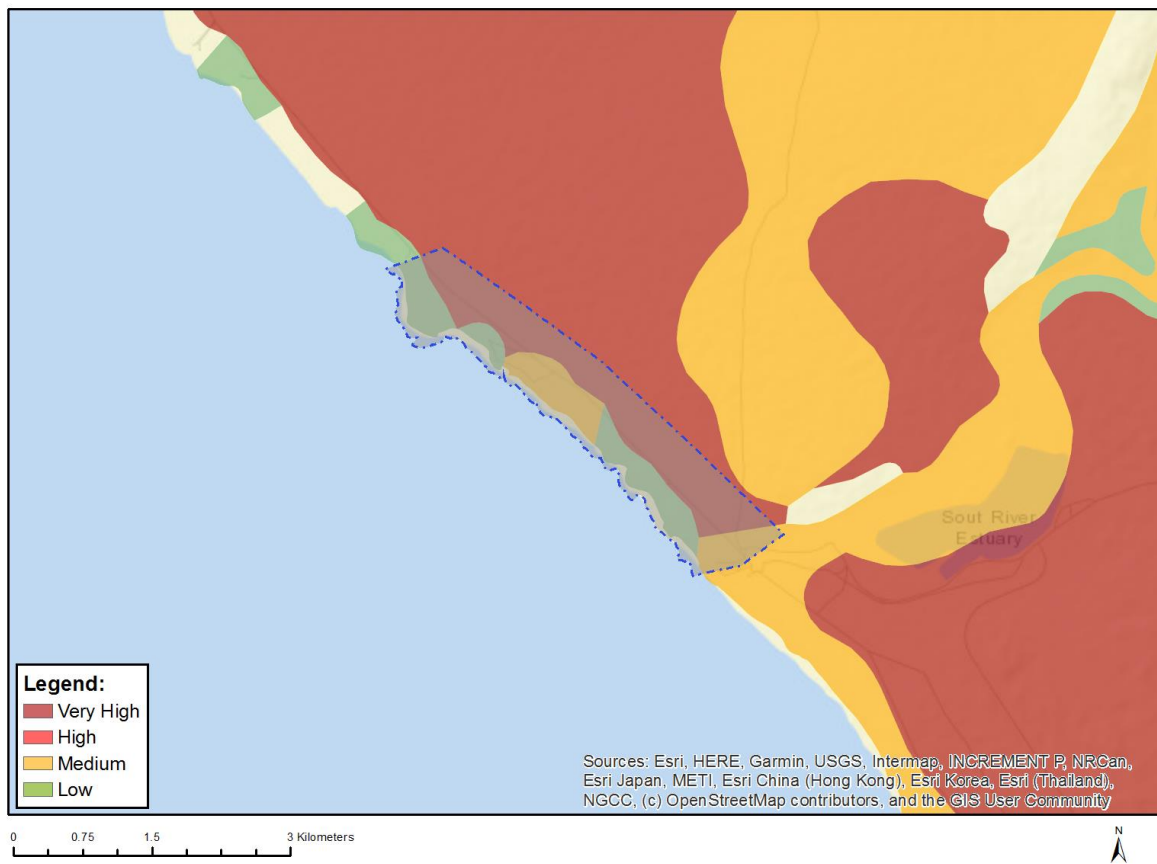 Sout River
Estuary
Legend:
Very High
High
Medium
Low
Sources: Esri, HERE, Garmin, USGS, Intermap, INCREMENT P, NRCan,
Esri Japan, METI, Esri China (Hong Kong), Esri Korea, Esri (Thailand),
NGCC, (c) OpenStreetMap contributors, and the GIS User Community
0 0.75 1.5 3 Kilometers
N